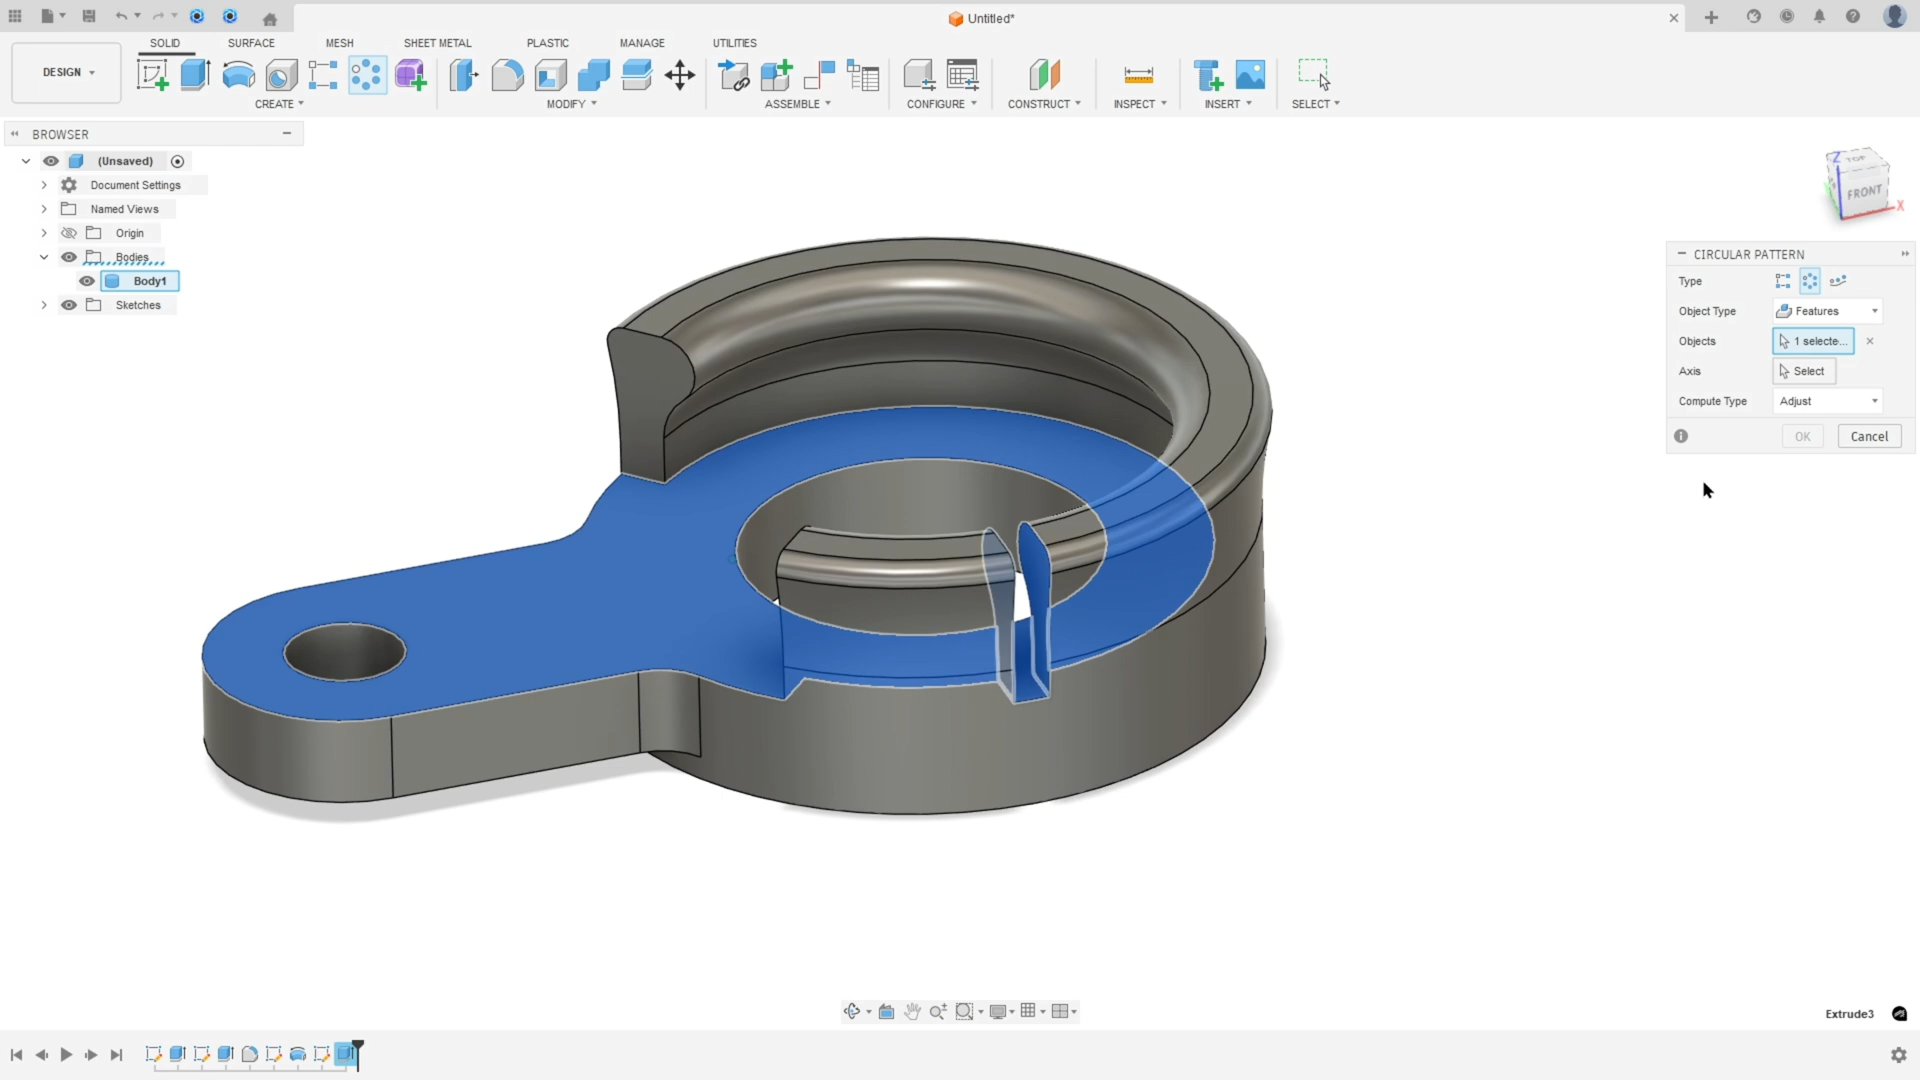 Untitled*
SOLID SURFACE MESH SHEET METAL PLASTIC MANAGE UTILITIES
DESIGN
CREATE MODIFY ASSEMBLE CONFIGURE CONSTRUCT INSPECT INSERT SELECT
BROWSER
(Unsaved)
Document Settings
Named Views
Origin
Bodies
Body1
Sketches
Z
TOP
FRONT
X
CIRCULAR PATTERN
Type
Object Type Features
Objects 1 selecte...
Axis Select
Compute Type Adjust
OK Cancel
Extrude3